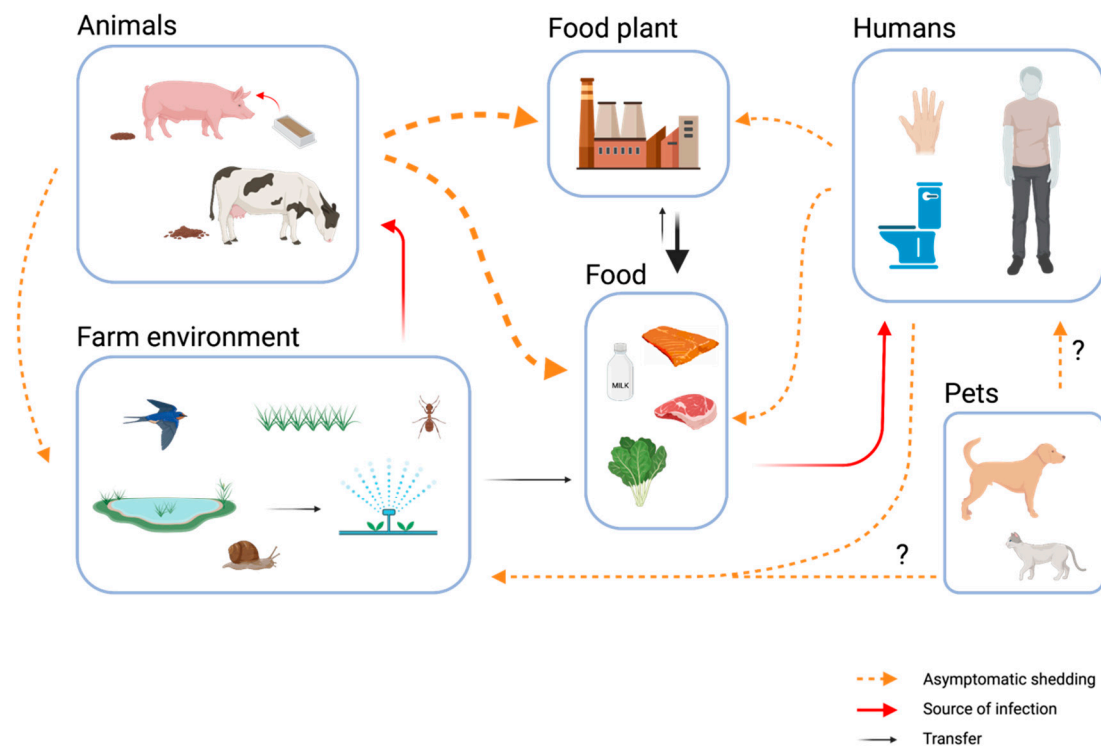 Animals
Food plant
Humans
Food
MILK
Farm environment
?
Pets
?
Asymptomatic shedding
Source of infection
Transfer